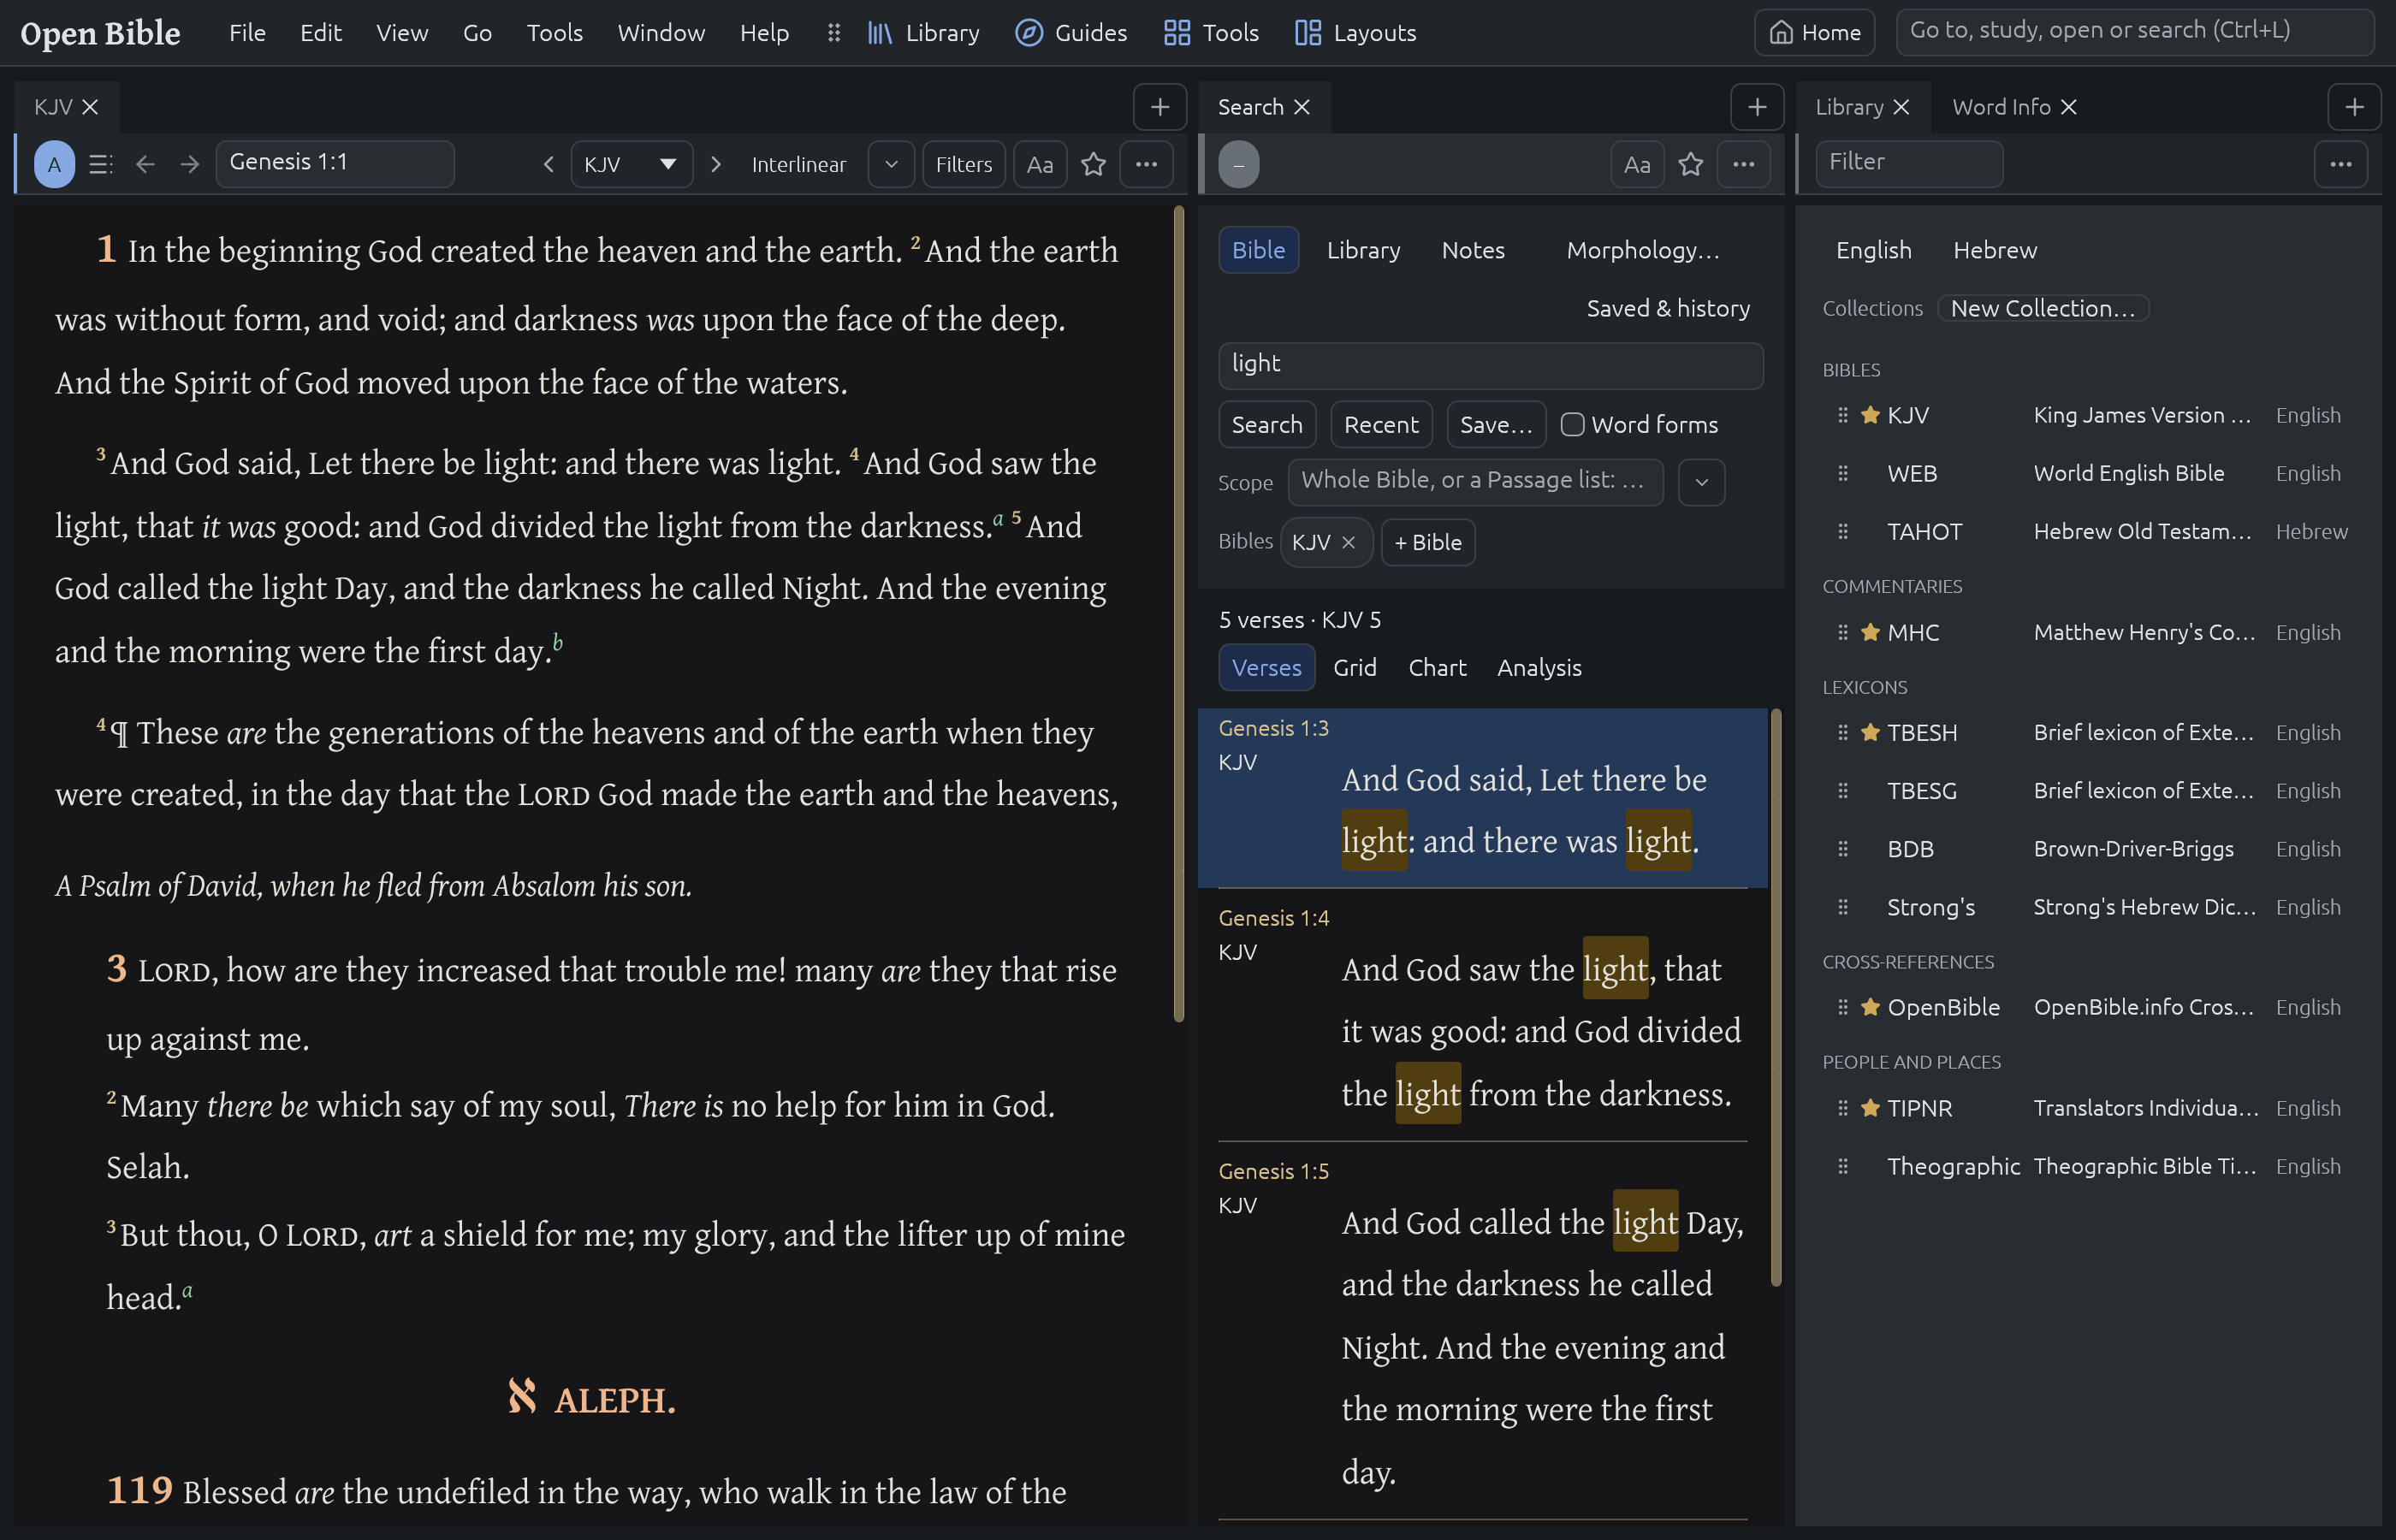 Open Bible File Edit View Go Tools Window Help Library Guides Tools Layouts Home Go to, study, open or search (Ctrl+L)
KJV
A Genesis 1:1 KJV Interlinear Filters Aa
1 In the beginning God created the heaven and the earth. 2 And the earth
was without form, and void; and darkness was upon the face of the deep.
And the Spirit of God moved upon the face of the waters.
3 And God said, Let there be light: and there was light. 4 And God saw the
light, that it was good: and God divided the light from the darkness.a 5 And
God called the light Day, and the darkness he called Night. And the evening
and the morning were the first day.b
4 ¶ These are the generations of the heavens and of the earth when they
were created, in the day that the LORD God made the earth and the heavens,
A Psalm of David, when he fled from Absalom his son.
3 LORD, how are they increased that trouble me! many are they that rise
up against me.
2 Many there be which say of my soul, There is no help for him in God.
Selah.
3 But thou, O LORD, art a shield for me; my glory, and the lifter up of mine
head.a
א ALEPH.
119 Blessed are the undefiled in the way, who walk in the law of the
Search
– Aa
Bible Library Notes Morphology…
Saved & history
light
Search Recent Save… Word forms
Scope Whole Bible, or a Passage list: …
Bibles KJV + Bible
5 verses · KJV 5
Verses Grid Chart Analysis
Genesis 1:3
KJV
And God said, Let there be
light: and there was light.
Genesis 1:4
KJV
And God saw the light, that
it was good: and God divided
the light from the darkness.
Genesis 1:5
KJV
And God called the light Day,
and the darkness he called
Night. And the evening and
the morning were the first
day.
Library Word Info
Filter
English Hebrew
Collections New Collection…
BIBLES
KJV King James Version … English
WEB World English Bible English
TAHOT Hebrew Old Testam… Hebrew
COMMENTARIES
MHC Matthew Henry's Co… English
LEXICONS
TBESH Brief lexicon of Exte… English
TBESG Brief lexicon of Exte… English
BDB Brown-Driver-Briggs English
Strong's Strong's Hebrew Dic… English
CROSS-REFERENCES
OpenBible OpenBible.info Cros… English
PEOPLE AND PLACES
TIPNR Translators Individua… English
Theographic Theographic Bible Ti… English